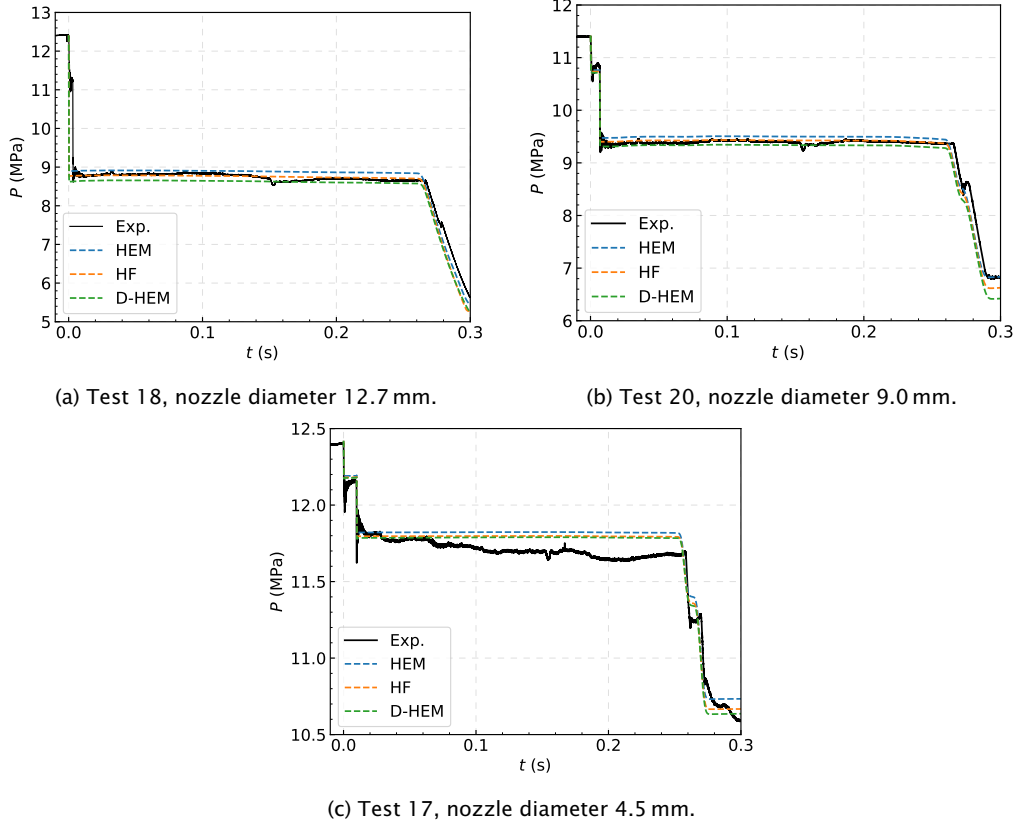 13
12
11
10
9
8
7
6
5
P (MPa)
Exp.
HEM
HF
D-HEM
0.0 0.1 0.2 0.3
t (s)
(a) Test 18, nozzle diameter 12.7 mm.
11
10
9
8
7
6
P (MPa)
Exp.
HEM
HF
D-HEM
0.0 0.1 0.2 0.3
t (s)
(b) Test 20, nozzle diameter 9.0 mm.
12.5
12.0
11.5
11.0
10.5
P (MPa)
Exp.
HEM
HF
D-HEM
0.0 0.1 0.2 0.3
t (s)
(c) Test 17, nozzle diameter 4.5 mm.